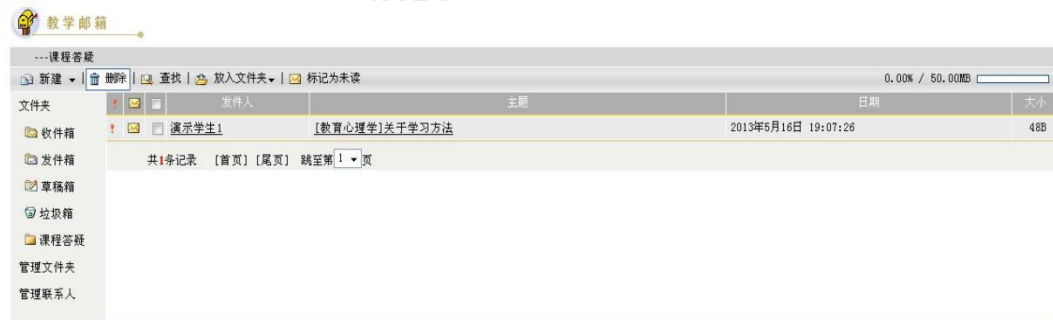 教学邮箱
---课程答疑
新建 删除 查找 放入文件夹 标记为未读 0.00% / 50.00MB
文件夹 ! 发件人 主题 日期 大小
收件箱 ! 演示学生1 [教育心理学]关于学习方法 2013年5月16日 19:07:26 48B
发件箱 共1条记录 [首页] [尾页] 跳至第 1 页
草稿箱
垃圾箱
课程答疑
管理文件夹
管理联系人